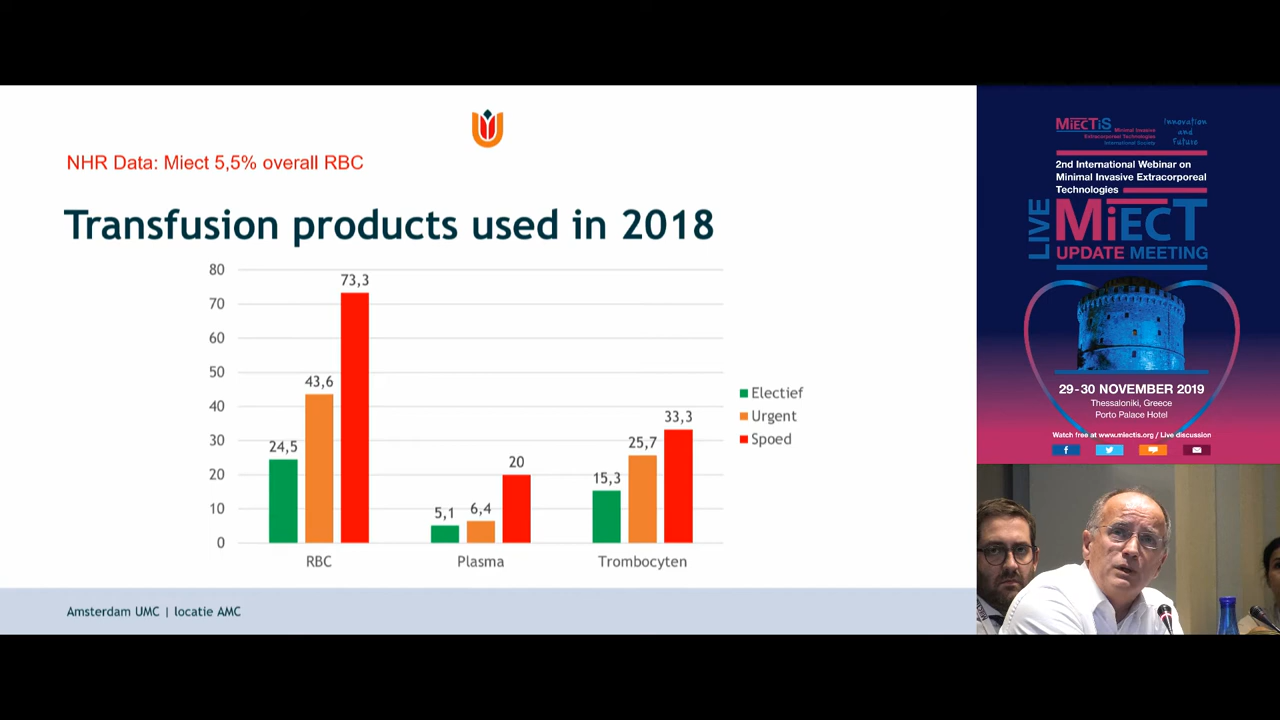 NHR Data: Miect 5,5% overall RBC
Transfusion products used in 2018
80
70
60
50
40
30
20
10
0
24,5
43,6
73,3
5,1
6,4
20
15,3
25,7
33,3
RBC
Plasma
Trombocyten
Electief
Urgent
Spoed
Amsterdam UMC | locatie AMC
MiECTiS
Minimal Invasive
Extracorporeal Technologies
International Society
Innovation
and
Future
2nd International Webinar on
Minimal Invasive Extracorporeal
Technologies
LIVE
MiECT
UPDATE MEETING
29-30 NOVEMBER 2019
Thessaloniki, Greece
Porto Palace Hotel
Watch free at www.miectis.org / Live discussion